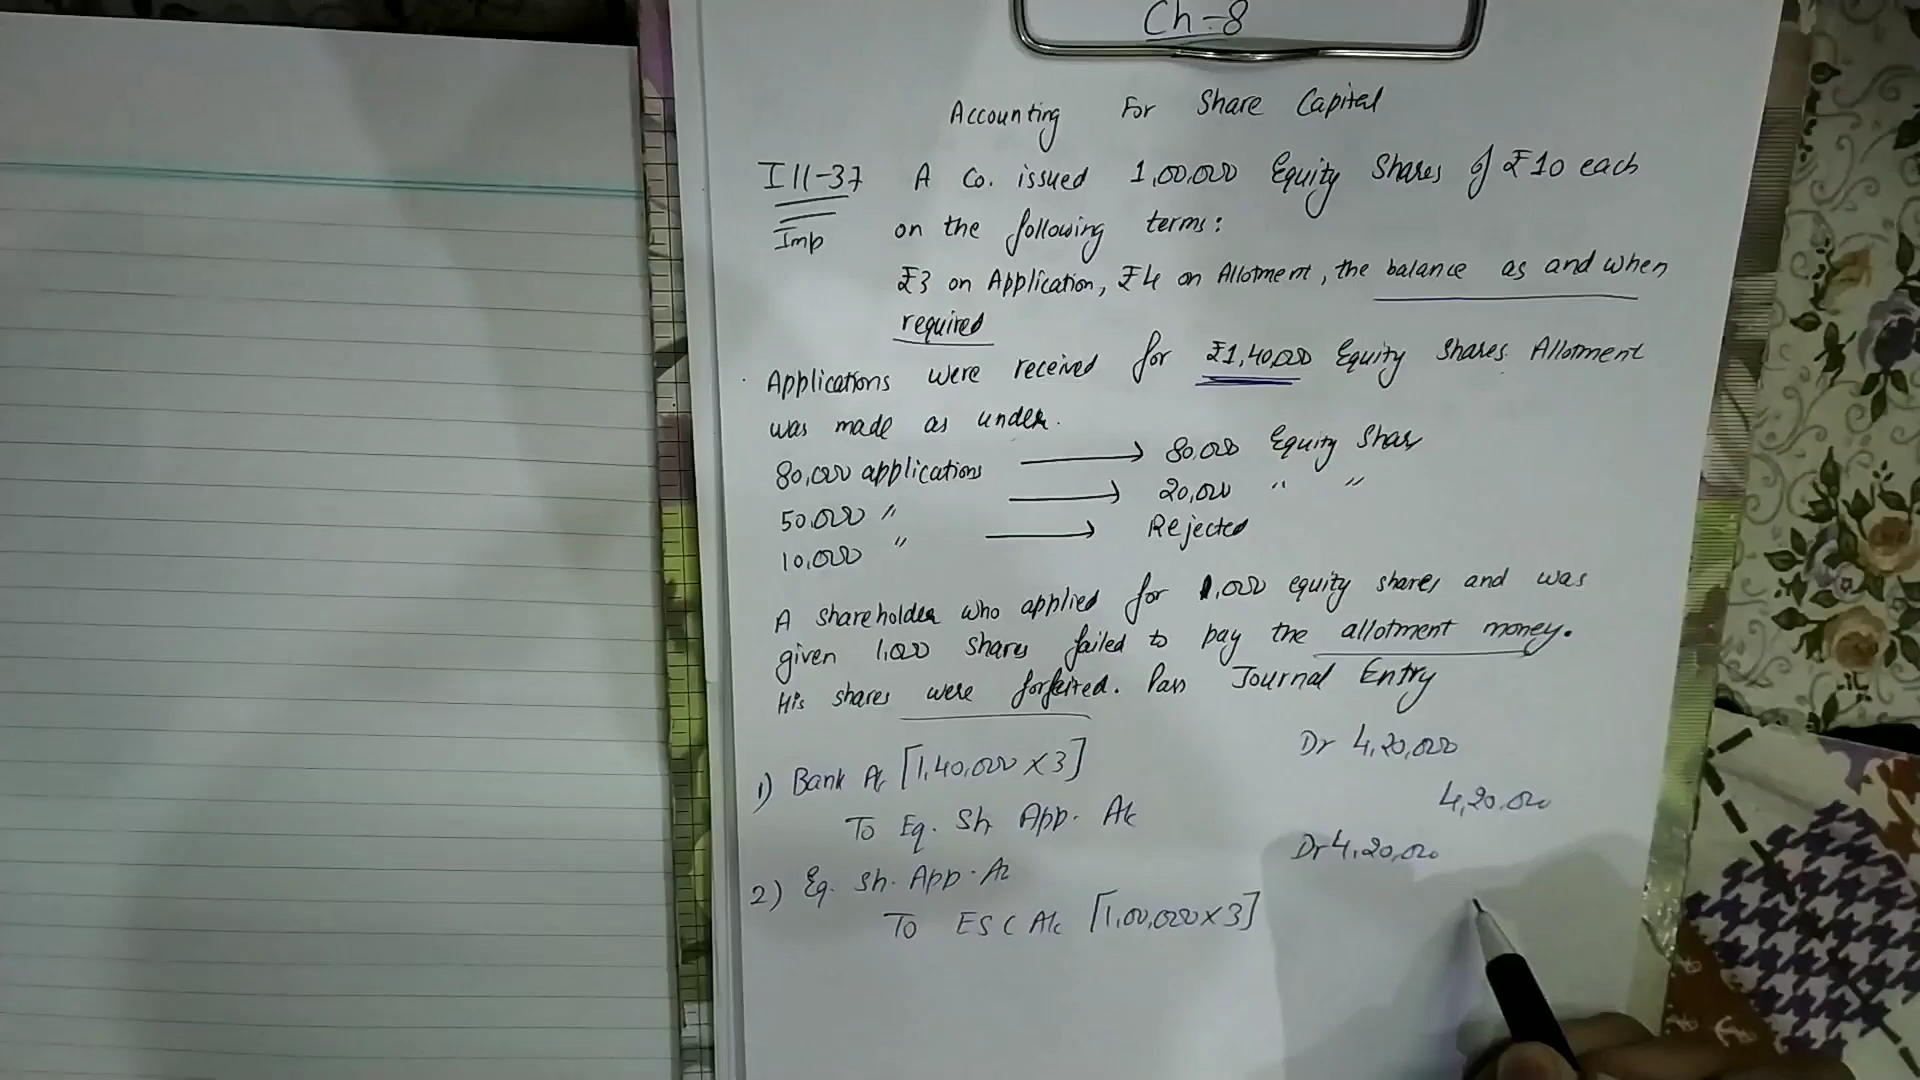 Ch-8
Accounting For Share Capital
Ill-37 A Co. issued 1,00,000 Equity Shares of ₹10 each
Imp on the following terms:
₹3 on Application, ₹4 on Allotment, the balance as and when
required
Applications were received for ₹1,40,000 Equity Shares. Allotment
was made as under.
80,000 applications → 80,000 Equity Shares
50,000 " → 20,000 " "
10,000 " → Rejected
A shareholder who applied for 1,000 equity shares and was
given 1,000 shares failed to pay the allotment money.
His shares were forfeited. Pass Journal Entry
1) Bank A/c [1,40,000 x 3] Dr 4,20,000
To Eq. Sh App. A/c 4,20,000
2) Eq. Sh. App. A/c Dr 4,20,000
To ESC A/c [1,00,000 x 3]